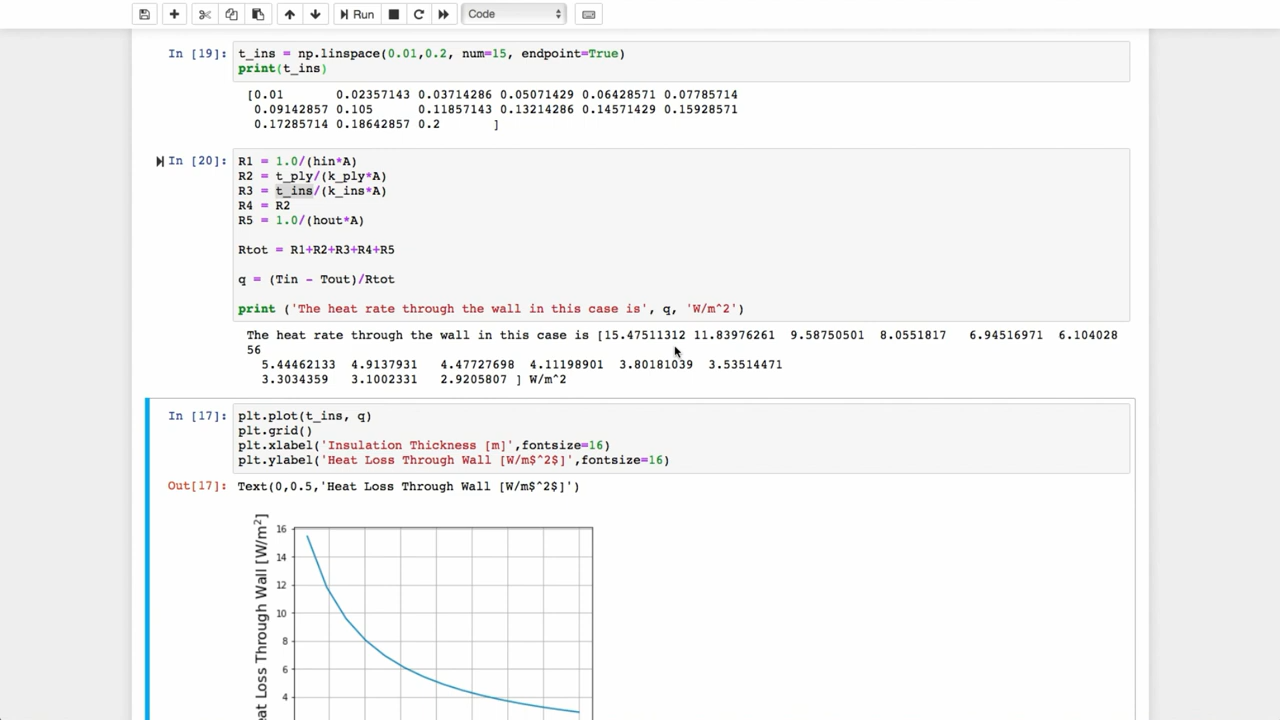 Run
Code
In [19]: t_ins = np.linspace(0.01,0.2, num=15, endpoint=True)
print(t_ins)
[0.01 0.02357143 0.03714286 0.05071429 0.06428571 0.07785714
0.09142857 0.105 0.11857143 0.13214286 0.14571429 0.15928571
0.17285714 0.18642857 0.2 ]
In [20]: R1 = 1.0/(hin*A)
R2 = t_ply/(k_ply*A)
R3 = t_ins/(k_ins*A)
R4 = R2
R5 = 1.0/(hout*A)
Rtot = R1+R2+R3+R4+R5
q = (Tin - Tout)/Rtot
print ('The heat rate through the wall in this case is', q, 'W/m^2')
The heat rate through the wall in this case is [15.47511312 11.83976261 9.58750501 8.0551817 6.94516971 6.104028
56
5.44462133 4.9137931 4.47727698 4.11198901 3.80181039 3.53514471
3.3034359 3.1002331 2.9205807 ] W/m^2
In [17]: plt.plot(t_ins, q)
plt.grid()
plt.xlabel('Insulation Thickness [m]',fontsize=16)
plt.ylabel('Heat Loss Through Wall [W/m$^2$]',fontsize=16)
Out[17]: Text(0,0.5,'Heat Loss Through Wall [W/m$^2$]')
eat Loss Through Wall [W/m²]
16
14
12
10
8
6
4